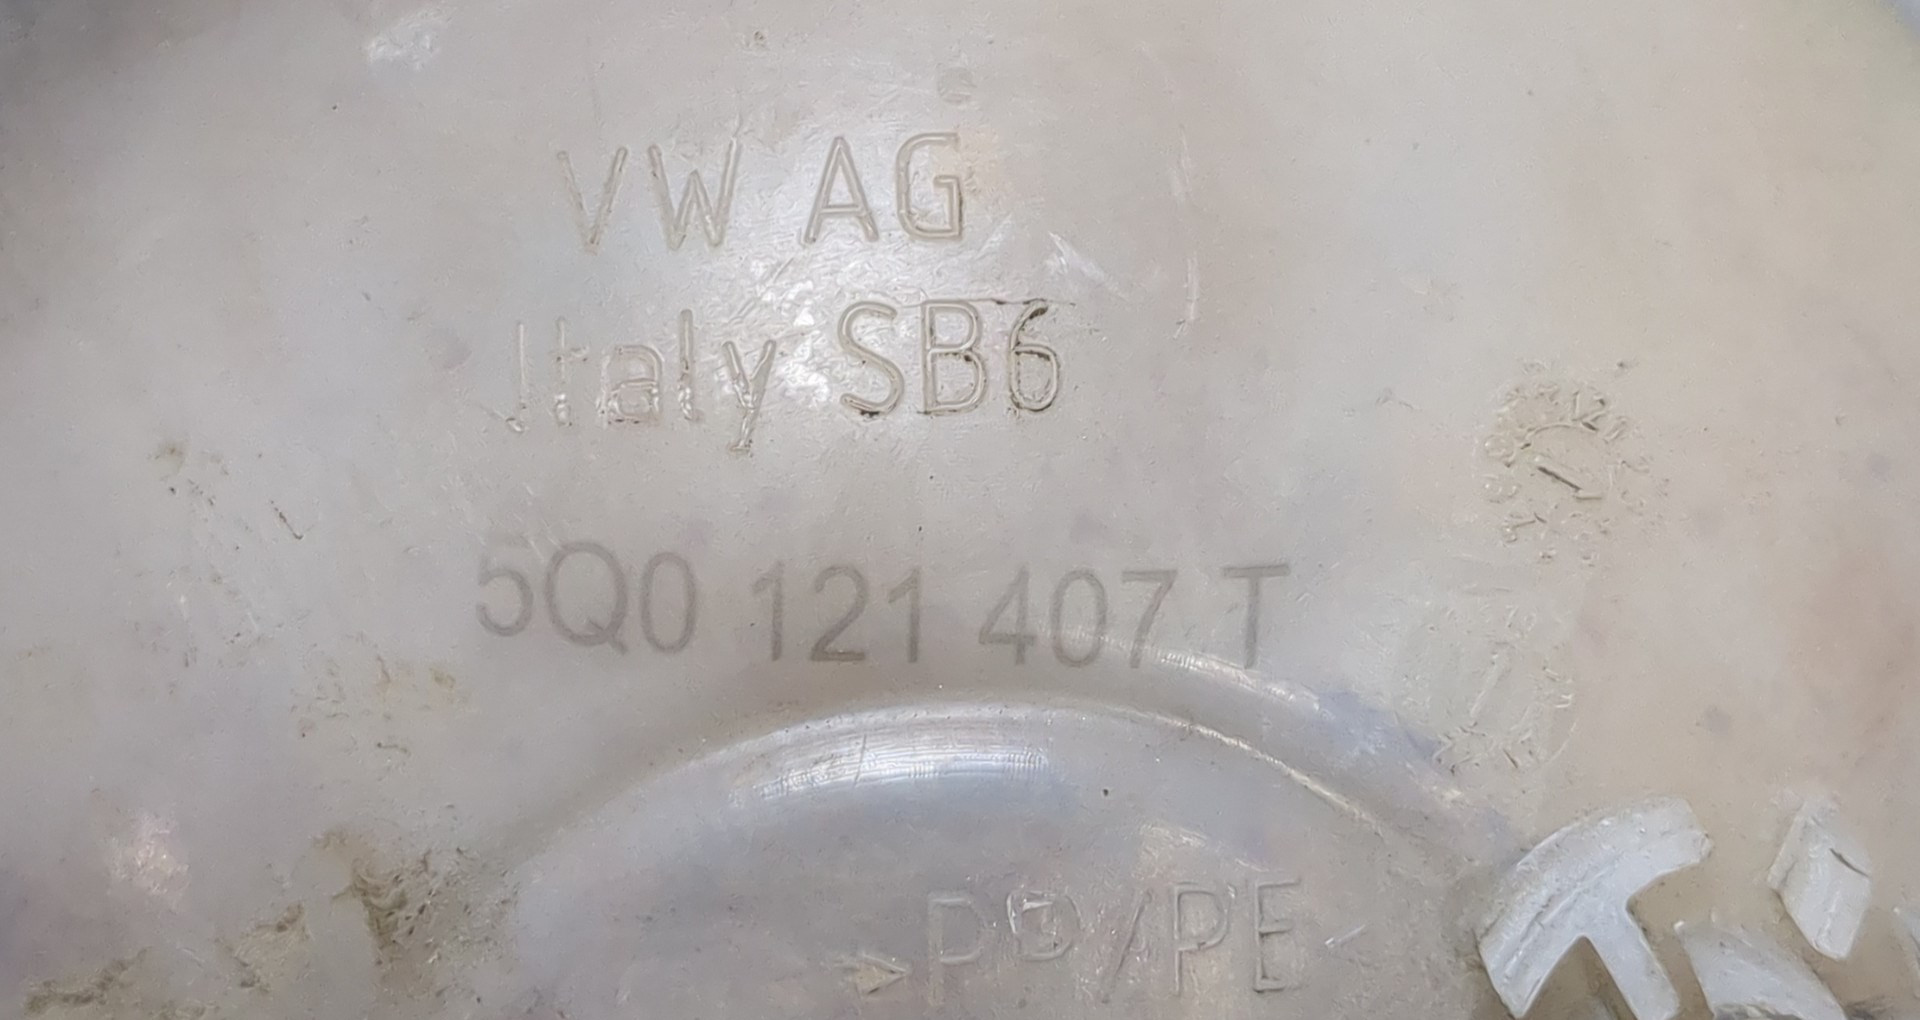 VW AG
Italy SB6
5Q0 121 407 T
>PP/PE<